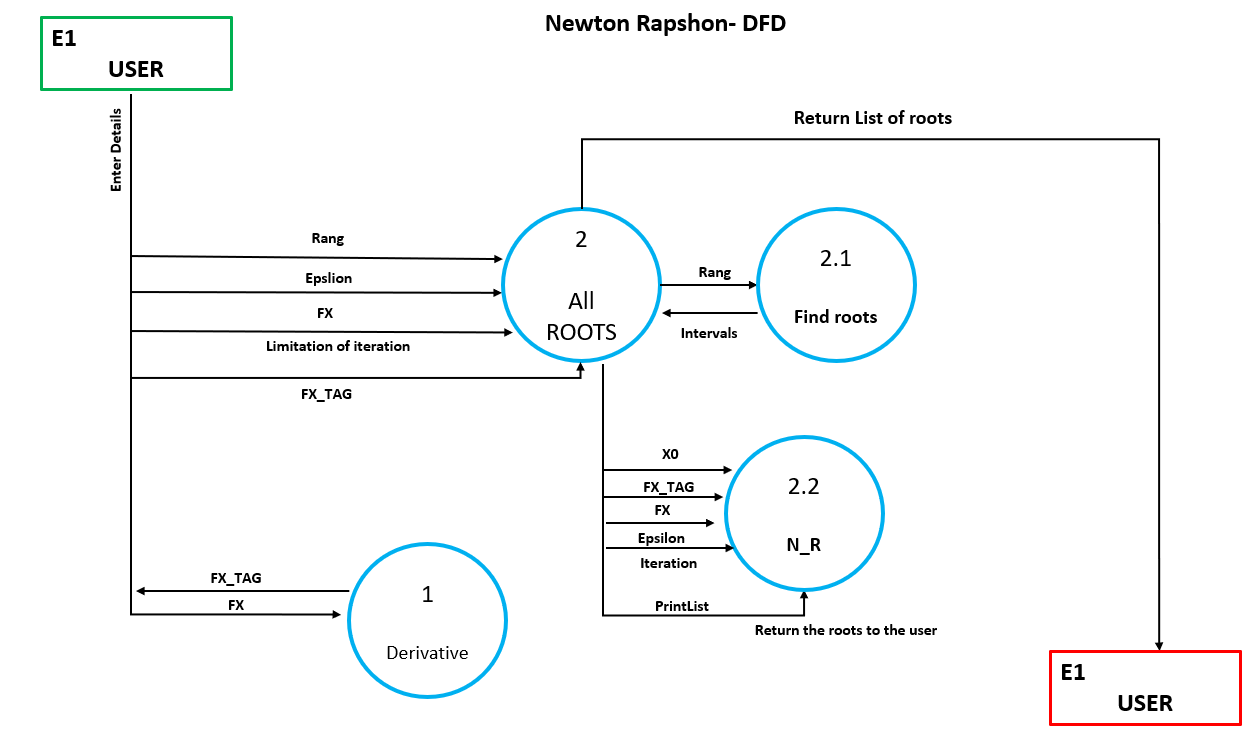 Newton Rapshon- DFD
E1
USER
Enter Details
Return List of roots
Rang
Epslion
FX
Limitation of iteration
FX_TAG
2
All
ROOTS
Rang
Intervals
2.1
Find roots
X0
FX_TAG
FX
Epsilon
Iteration
PrintList
2.2
N_R
Return the roots to the user
FX_TAG
FX
1
Derivative
E1
USER